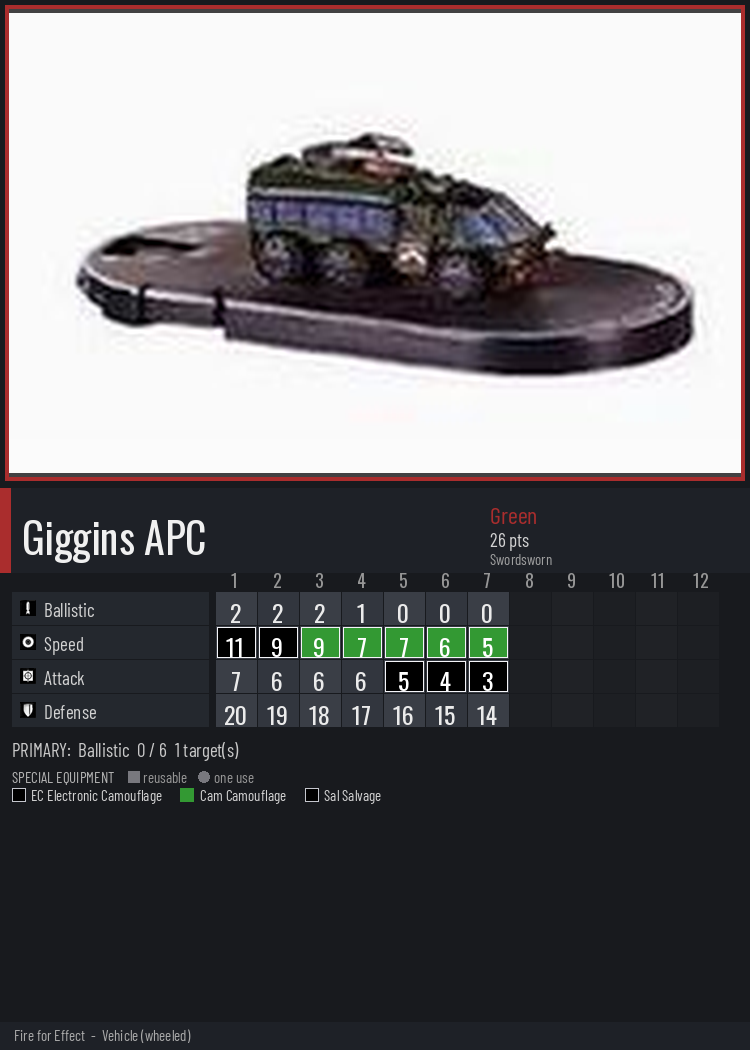 Giggins APC
Green
26 pts
Swordsworn
1 2 3 4 5 6 7 8 9 10 11 12
Ballistic 2 2 2 1 0 0 0
Speed 11 9 9 7 7 6 5
Attack 7 6 6 6 5 4 3
Defense 20 19 18 17 16 15 14
PRIMARY: Ballistic 0 / 6 1 target(s)
SPECIAL EQUIPMENT reusable one use
EC Electronic Camouflage Cam Camouflage Sal Salvage
Fire for Effect - Vehicle (wheeled)